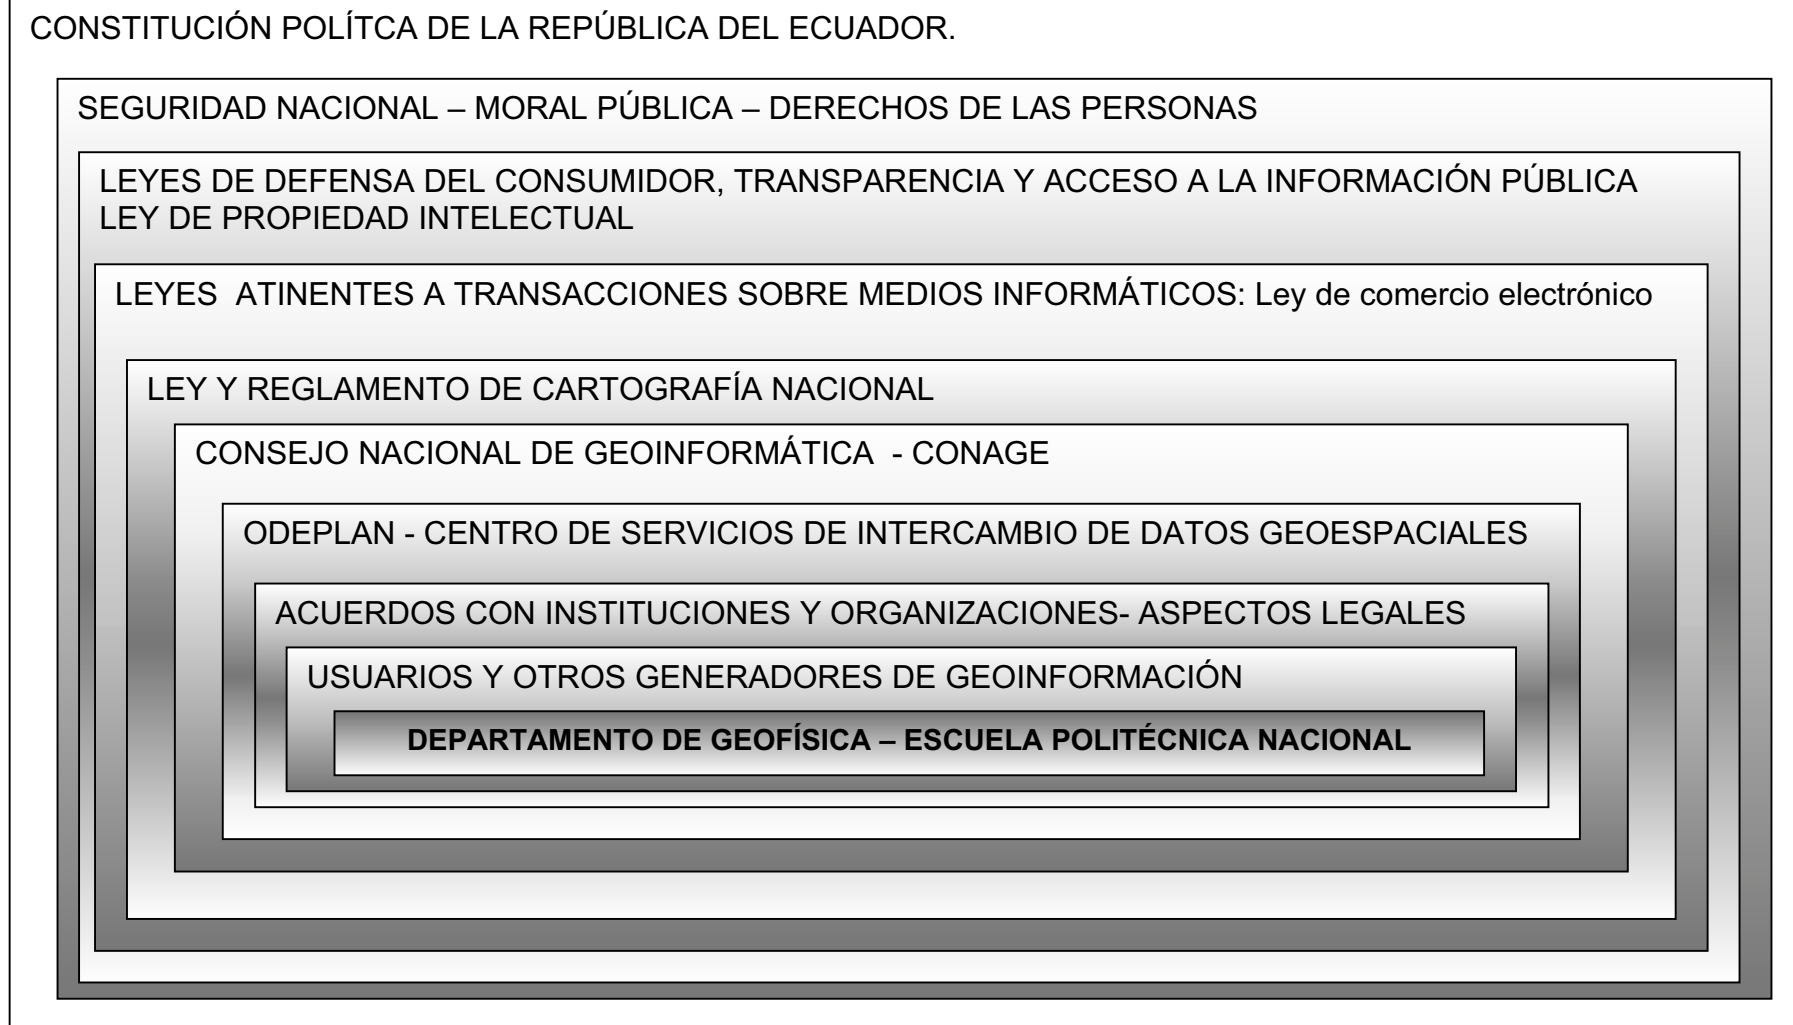 CONSTITUCIÓN POLÍTCA DE LA REPÚBLICA DEL ECUADOR.
SEGURIDAD NACIONAL – MORAL PÚBLICA – DERECHOS DE LAS PERSONAS
LEYES DE DEFENSA DEL CONSUMIDOR, TRANSPARENCIA Y ACCESO A LA INFORMACIÓN PÚBLICA
LEY DE PROPIEDAD INTELECTUAL
LEYES  ATINENTES A TRANSACCIONES SOBRE MEDIOS INFORMÁTICOS: Ley de comercio electrónico
LEY Y REGLAMENTO DE CARTOGRAFÍA NACIONAL
CONSEJO NACIONAL DE GEOINFORMÁTICA  - CONAGE
ODEPLAN - CENTRO DE SERVICIOS DE INTERCAMBIO DE DATOS GEOESPACIALES
ACUERDOS CON INSTITUCIONES Y ORGANIZACIONES- ASPECTOS LEGALES
USUARIOS Y OTROS GENERADORES DE GEOINFORMACIÓN
DEPARTAMENTO DE GEOFÍSICA – ESCUELA POLITÉCNICA NACIONAL